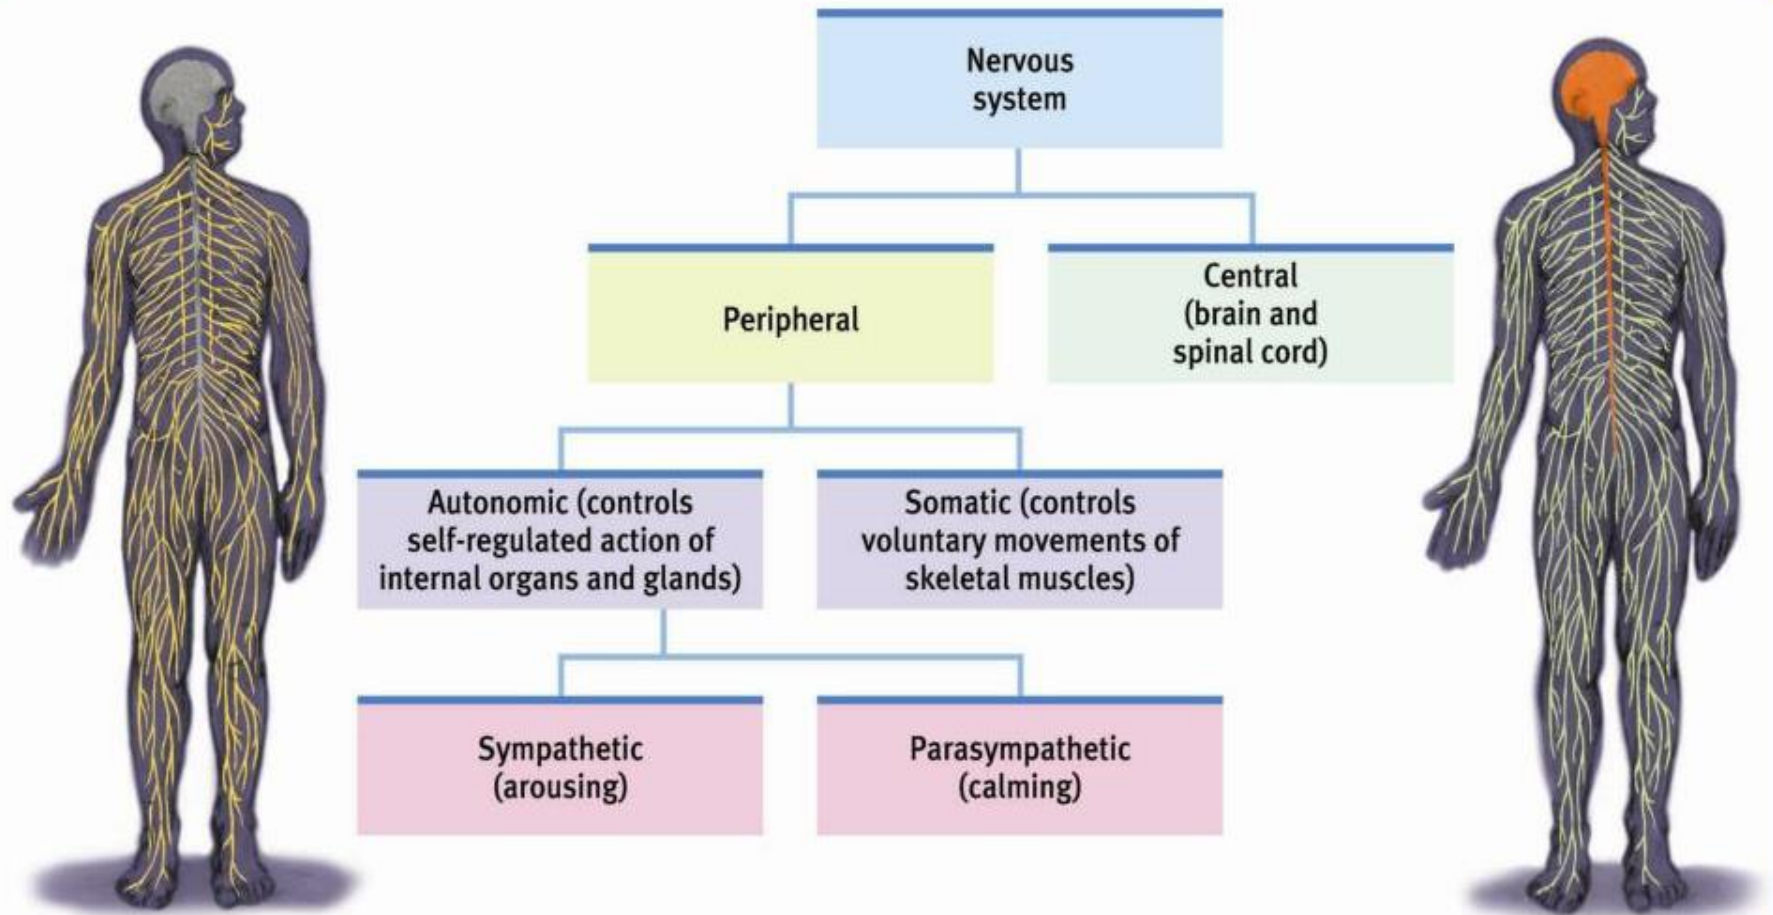 Nervous
system
Peripheral
Central
(brain and
spinal cord)
Autonomic (controls
self-regulated action of
internal organs and glands)
Somatic (controls
voluntary movements of
skeletal muscles)
Sympathetic
(arousing)
Parasympathetic
(calming)